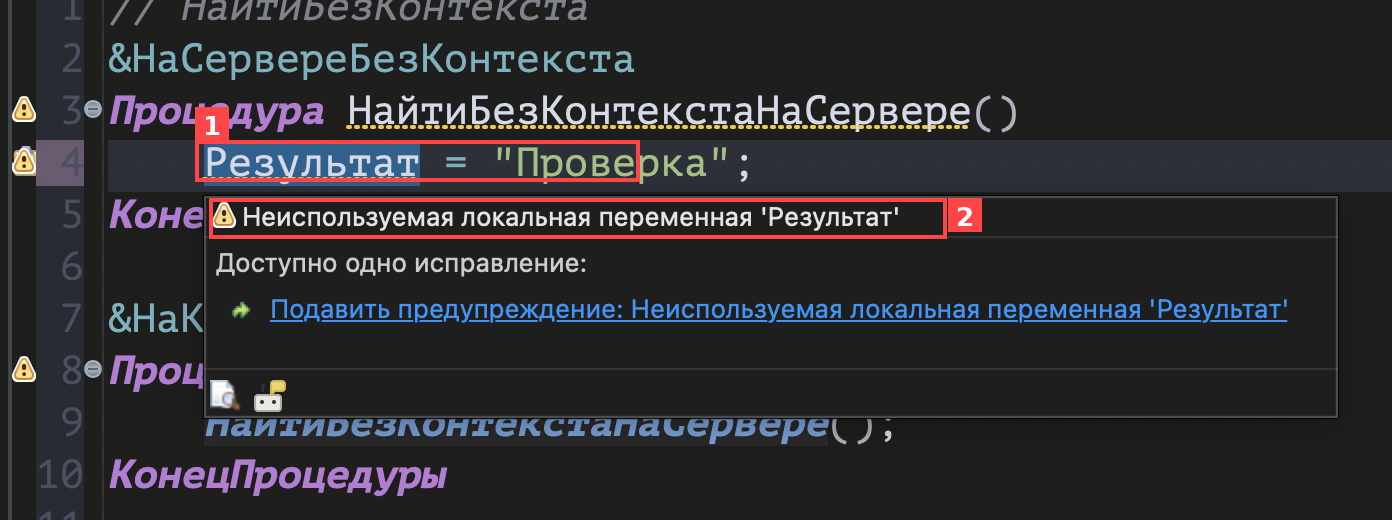 1 // НайтиБезКонтекста
2 &НаСервереБезКонтекста
3 Процедура НайтиБезКонтекстаНаСервере()
1
4 Результат = "Проверка";
5 Коне
Неиспользуемая локальная переменная 'Результат' 2
Доступно одно исправление:
6
7 &НаК
Подавить предупреждение: Неиспользуемая локальная переменная 'Результат'
8 Проц
9 НайтиБезКонтекстаНаСервере();
10 КонецПроцедуры
11